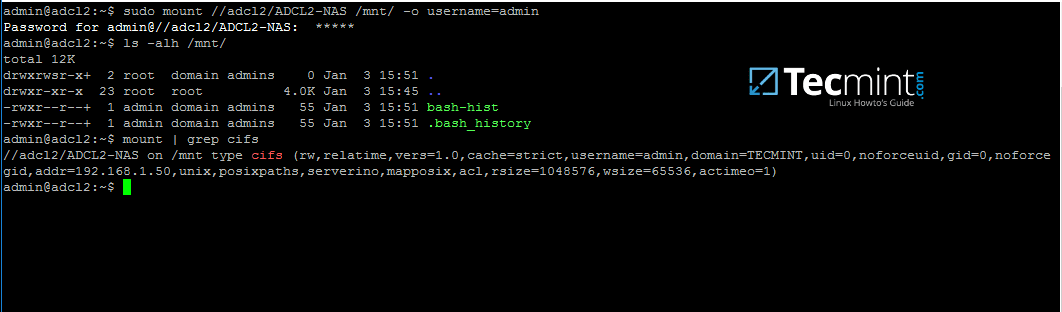 admin@adcl2:~$ sudo mount //adcl2/ADCL2-NAS /mnt/ -o username=admin
Password for admin@//adcl2/ADCL2-NAS:  *****
admin@adcl2:~$ ls -alh /mnt/
total 12K
drwxrwsr-x+  2 root  domain admins    0 Jan  3 15:51 .
drwxr-xr-x  23 root  root          4.0K Jan  3 15:45 ..
-rwxr--r--+  1 admin domain admins   55 Jan  3 15:51 bash-hist
-rwxr--r--+  1 admin domain admins   55 Jan  3 15:51 .bash_history
admin@adcl2:~$ mount | grep cifs
//adcl2/ADCL2-NAS on /mnt type cifs (rw,relatime,vers=1.0,cache=strict,username=admin,domain=TECMINT,uid=0,noforceuid,gid=0,noforce
gid,addr=192.168.1.50,unix,posixpaths,serverino,mapposix,acl,rsize=1048576,wsize=65536,actimeo=1)
admin@adcl2:~$
Tecmint.com
Linux Howto's Guide